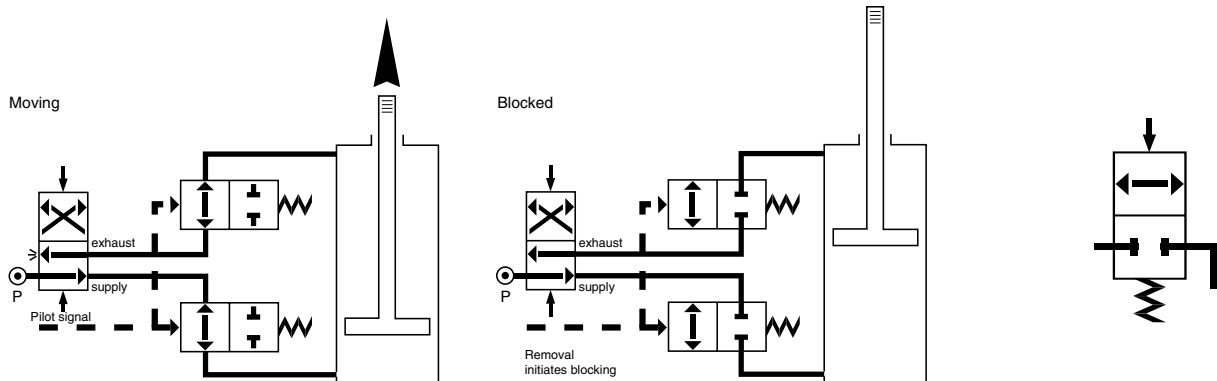 Moving
exhaust
P
supply
Pilot signal
Blocked
exhaust
P
supply
Removal
initiates blocking